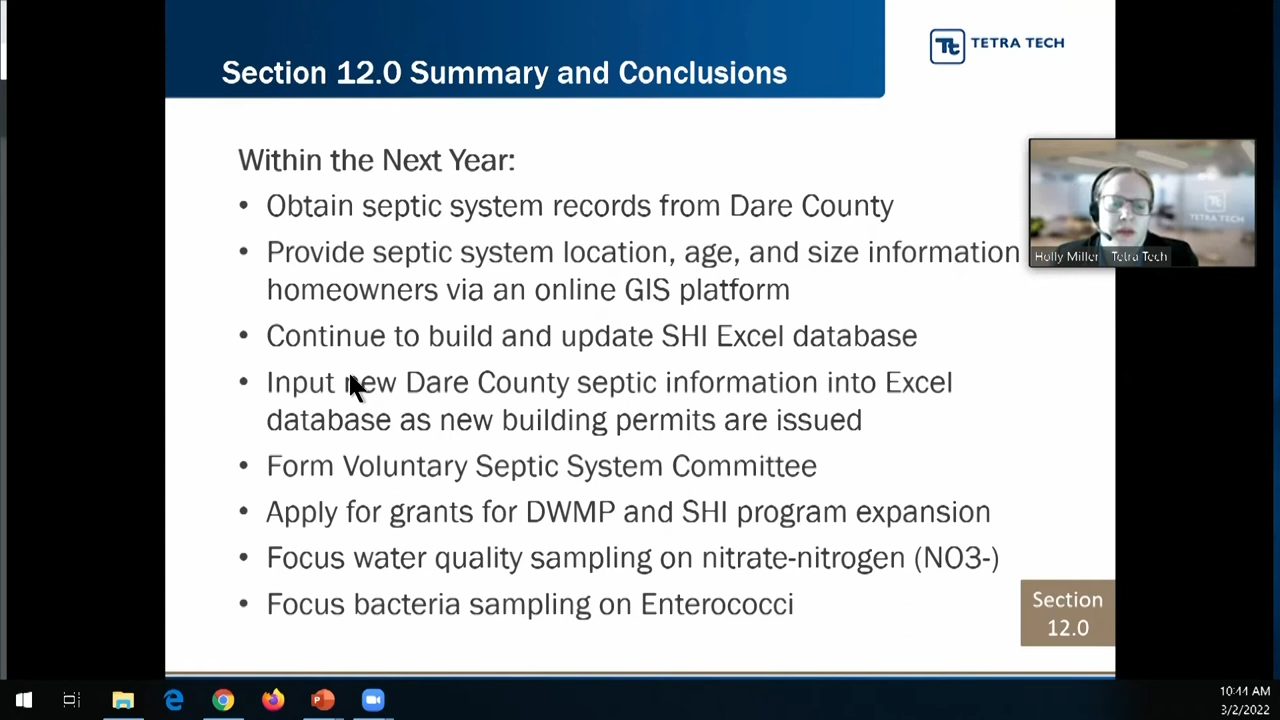 Section 12.0 Summary and Conclusions
Tt TETRA TECH
Within the Next Year:
• Obtain septic system records from Dare County
• Provide septic system location, age, and size information
homeowners via an online GIS platform
• Continue to build and update SHI Excel database
• Input new Dare County septic information into Excel
database as new building permits are issued
• Form Voluntary Septic System Committee
• Apply for grants for DWMP and SHI program expansion
• Focus water quality sampling on nitrate-nitrogen (NO3-)
• Focus bacteria sampling on Enterococci
TETRA TECH
Holly Miller Tetra Tech
Section
12.0
10:44 AM
3/2/2022